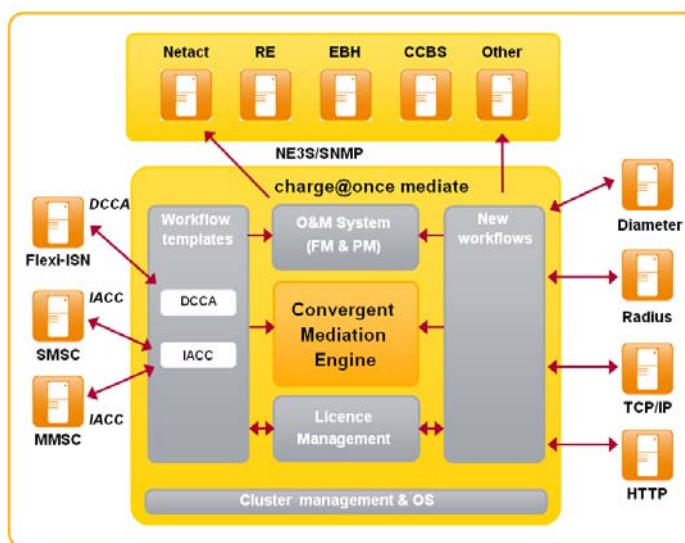 Netact RE EBH CCBS Other
NE3S/SNMP
charge@once mediate
DCCA
Flexi-ISN
IACC
SMSC
IACC
MMSC
Workflow
templates
DCCA
IACC
O&M System
(FM & PM)
Convergent
Mediation
Engine
Licence
Management
New
workflows
Cluster management & OS
Diameter
Radius
TCP/IP
HTTP